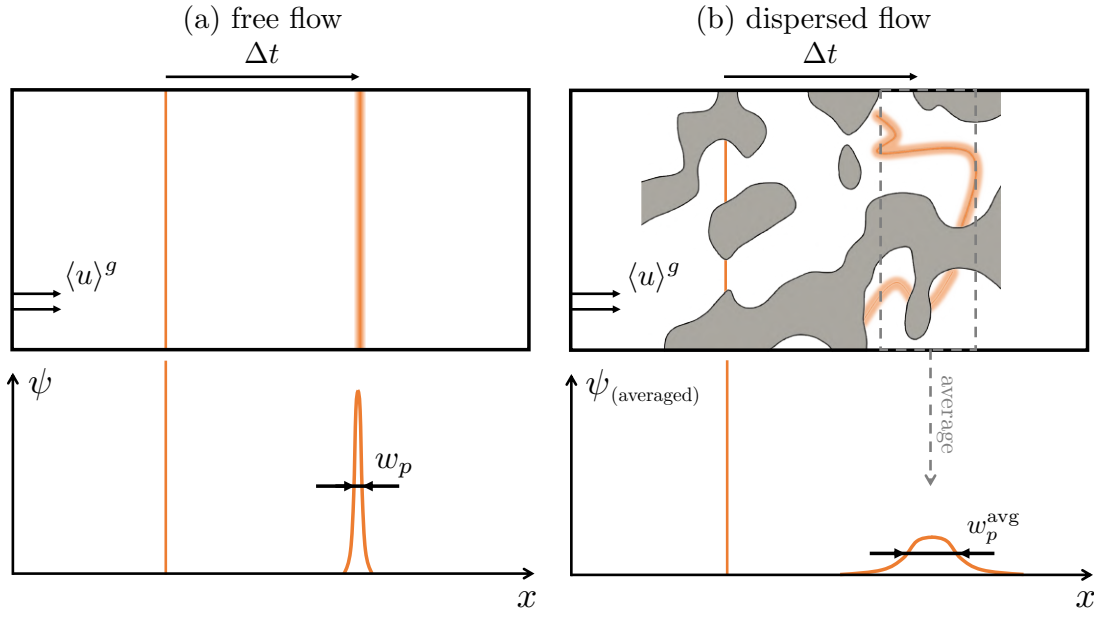 (a) free flow
Δt
⟨u⟩^g
ψ
w_p
x
(b) dispersed flow
Δt
⟨u⟩^g
ψ_(averaged)
average
w_p^avg
x